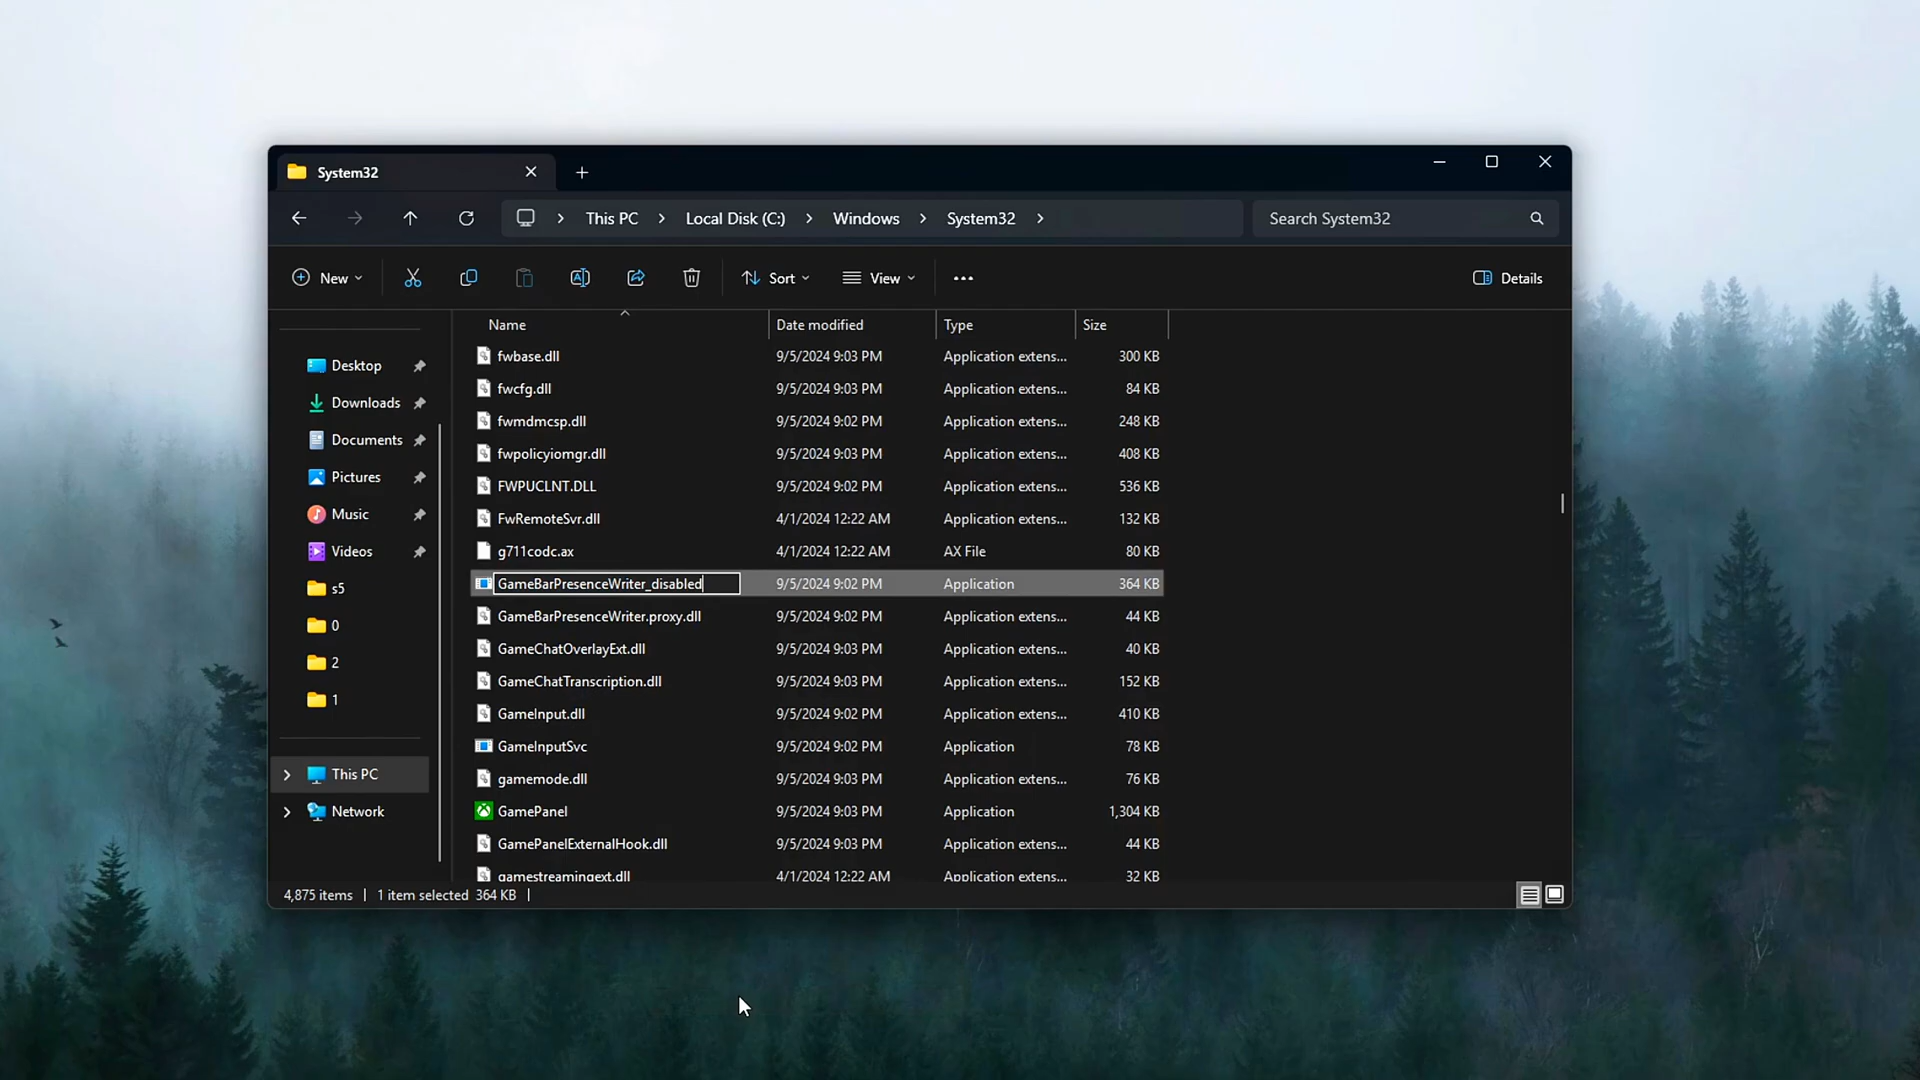 System32
This PC Local Disk (C:) Windows System32
Search System32
New
Sort
View
Details
Name Date modified Type Size
fwbase.dll 9/5/2024 9:03 PM Application extens... 300 KB
fwcfg.dll 9/5/2024 9:03 PM Application extens... 84 KB
fwmdmcsp.dll 9/5/2024 9:02 PM Application extens... 248 KB
fwpolicyiomgr.dll 9/5/2024 9:03 PM Application extens... 408 KB
FWPUCLNT.DLL 9/5/2024 9:02 PM Application extens... 536 KB
FwRemoteSvr.dll 4/1/2024 12:22 AM Application extens... 132 KB
g711codc.ax 4/1/2024 12:22 AM AX File 80 KB
GameBarPresenceWriter_disabled 9/5/2024 9:02 PM Application 364 KB
GameBarPresenceWriter.proxy.dll 9/5/2024 9:03 PM Application extens... 44 KB
GameChatOverlayExt.dll 9/5/2024 9:03 PM Application extens... 40 KB
GameChatTranscription.dll 9/5/2024 9:03 PM Application extens... 152 KB
GameInput.dll 9/5/2024 9:02 PM Application extens... 410 KB
GameInputSvc 9/5/2024 9:02 PM Application 78 KB
gamemode.dll 9/5/2024 9:03 PM Application extens... 76 KB
GamePanel 9/5/2024 9:03 PM Application 1,304 KB
GamePanelExternalHook.dll 9/5/2024 9:03 PM Application extens... 44 KB
gamestreamingext.dll 4/1/2024 12:22 AM Application extens... 32 KB
Desktop
Downloads
Documents
Pictures
Music
Videos
s5
0
2
1
This PC
Network
4,875 items 1 item selected 364 KB